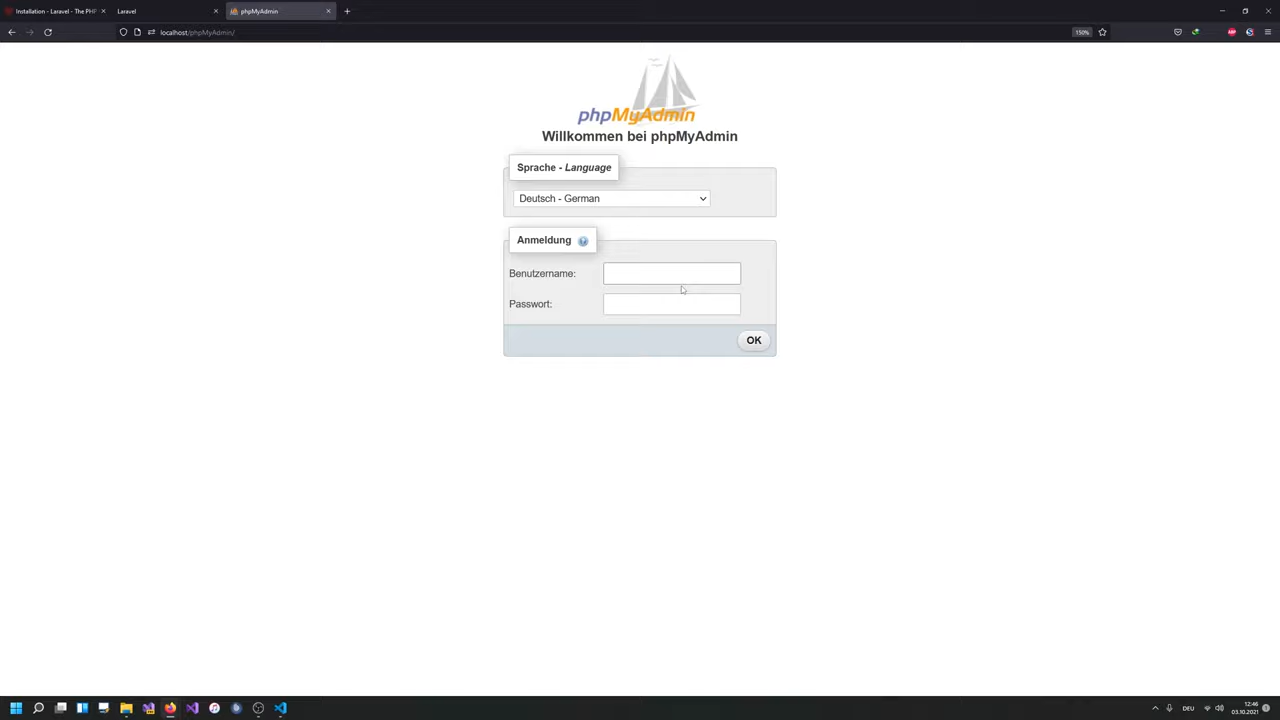 Installation - Laravel - The PHP
Laravel
phpMyAdmin
localhost/phpMyAdmin/
150%
phpMyAdmin
Willkommen bei phpMyAdmin
Sprache - Language
Deutsch - German
Anmeldung
Benutzername:
Passwort:
OK
DEU
12:46
03.10.2021